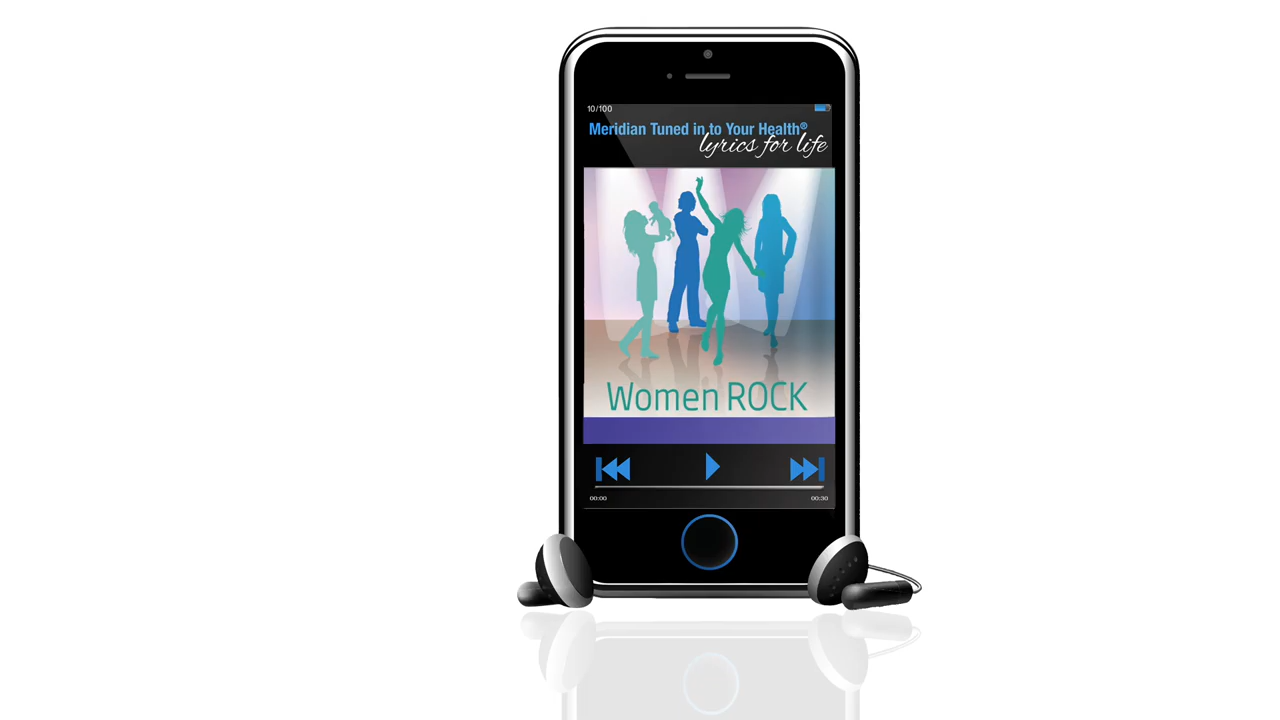 10/100
Meridian Tuned in to Your Health®
lyrics for life
Women ROCK
00:00 00:30